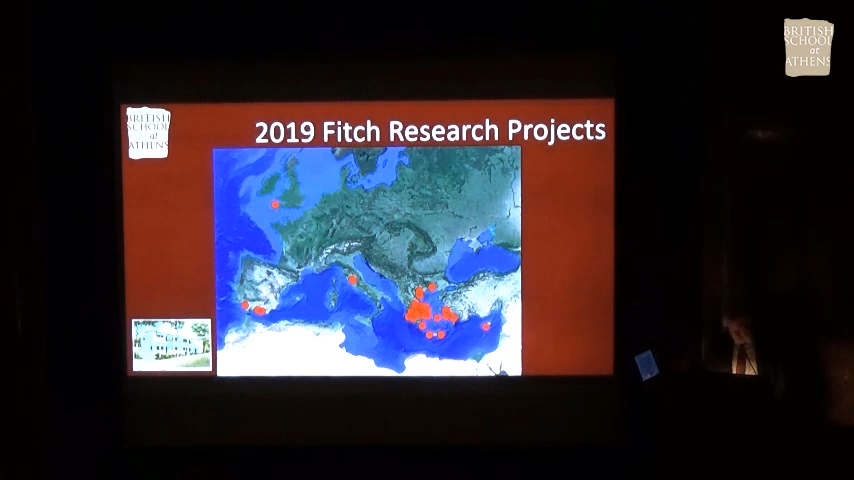 BRITISH
SCHOOL
at
ATHENS
2019 Fitch Research Projects
BRITISH
SCHOOL
at
ATHENS